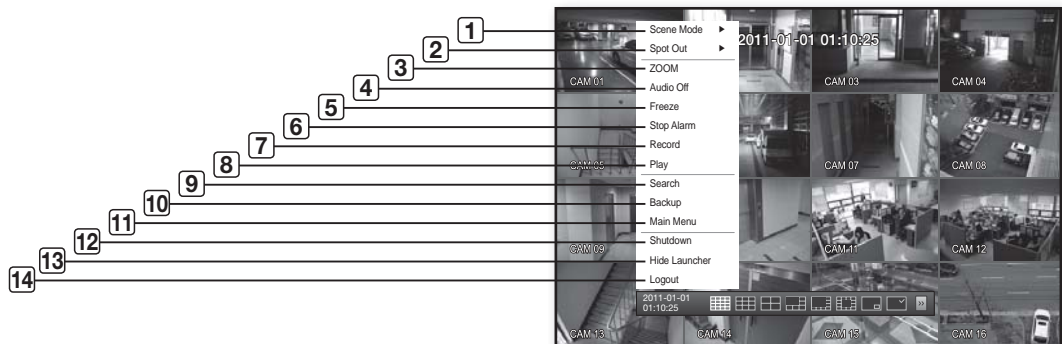 1 Scene Mode
2 Spot Out
2011-01-01 01:10:25
3 ZOOM
CAM 01
CAM 03
CAM 04
4 Audio Off
5 Freeze
6 Stop Alarm
7 Record
8 Play
CAM 05
CAM 07
CAM 08
9 Search
10 Backup
11 Main Menu
12 Shutdown
CAM 09
CAM 11
CAM 12
13 Hide Launcher
14 Logout
2011-01-01
01:10:25
CAM 13
CAM 14
CAM 15
CAM 16